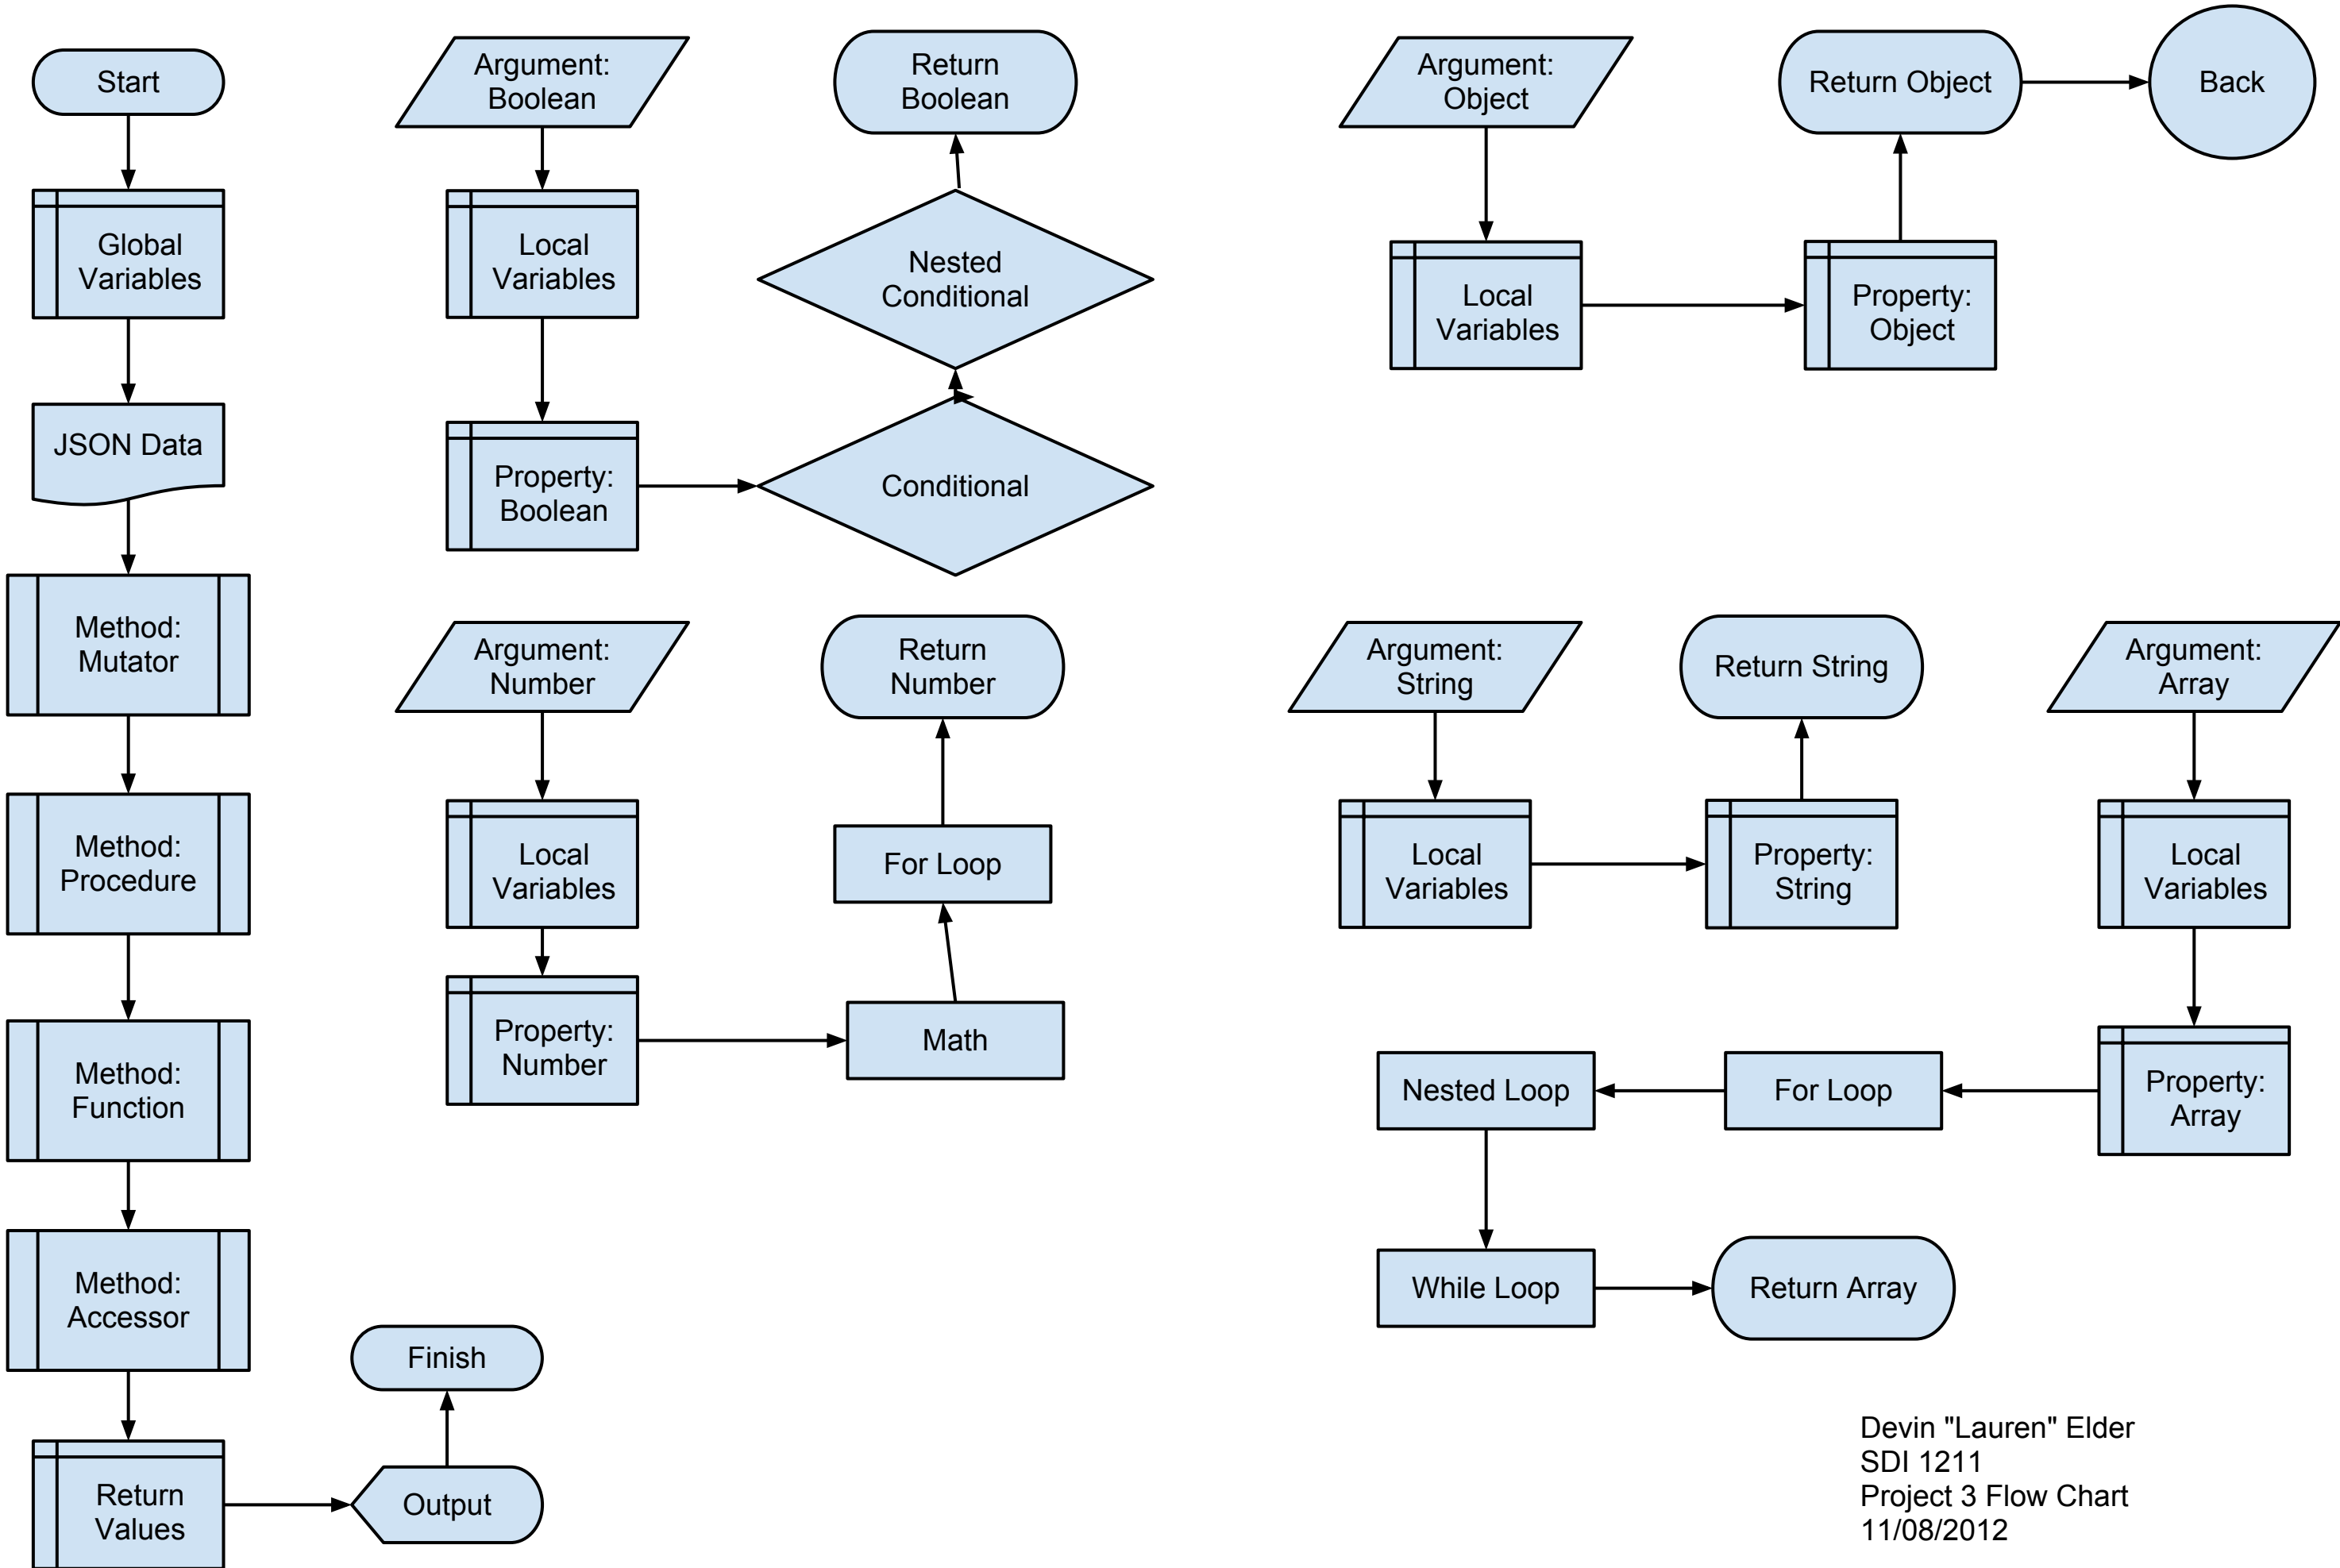 Start
Global
Variables
JSON Data
Method:
Mutator
Method:
Procedure
Method:
Function
Method:
Accessor
Return
Values
Output
Finish
Argument:
Boolean
Local
Variables
Property:
Boolean
Conditional
Nested
Conditional
Return
Boolean
Argument:
Number
Local
Variables
Property:
Number
Math
For Loop
Return
Number
Argument:
Object
Local
Variables
Property:
Object
Return Object
Back
Argument:
String
Local
Variables
Property:
String
Return String
Argument:
Array
Local
Variables
Property:
Array
For Loop
Nested Loop
While Loop
Return Array
Devin "Lauren" Elder
SDI 1211
Project 3 Flow Chart
11/08/2012